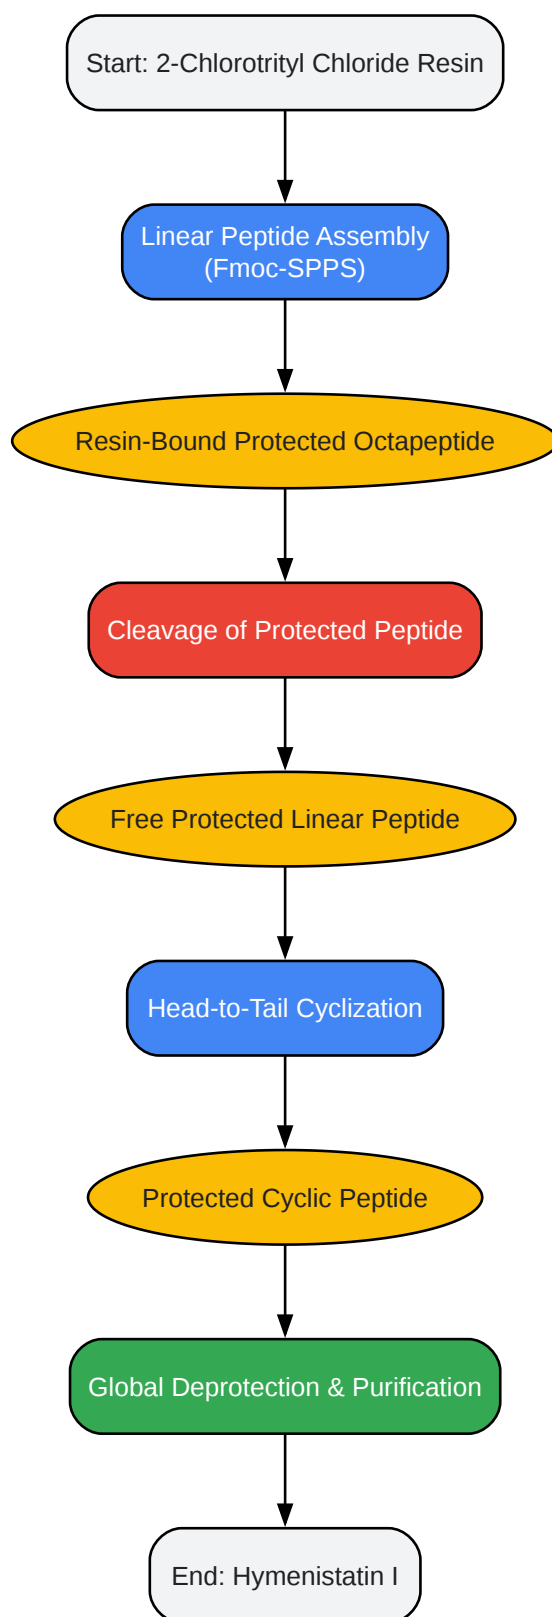 Start: 2-Chlorotrityl Chloride Resin
Linear Peptide Assembly
(Fmoc-SPPS)
Resin-Bound Protected Octapeptide
Cleavage of Protected Peptide
Free Protected Linear Peptide
Head-to-Tail Cyclization
Protected Cyclic Peptide
Global Deprotection & Purification
End: Hymenistatin I